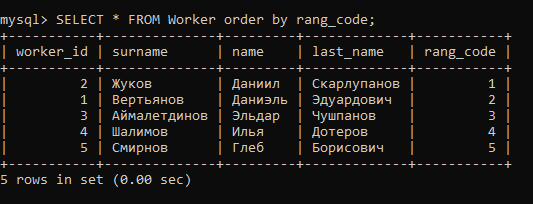 mysql> SELECT * FROM Worker order by rang_code;
+-----------+-------------+---------+-------------+-----------+
| worker_id | surname     | name    | last_name   | rang_code |
+-----------+-------------+---------+-------------+-----------+
|         2 | Жуков       | Даниил  | Скарлупанов |         1 |
|         1 | Вертьянов   | Даниэль | Эдуардович  |         2 |
|         3 | Аймалетдинов | Эльдар  | Чушпанов    |         3 |
|         4 | Шалимов     | Илья    | Дотеров     |         4 |
|         5 | Смирнов     | Глеб    | Борисович   |         5 |
+-----------+-------------+---------+-------------+-----------+
5 rows in set (0.00 sec)